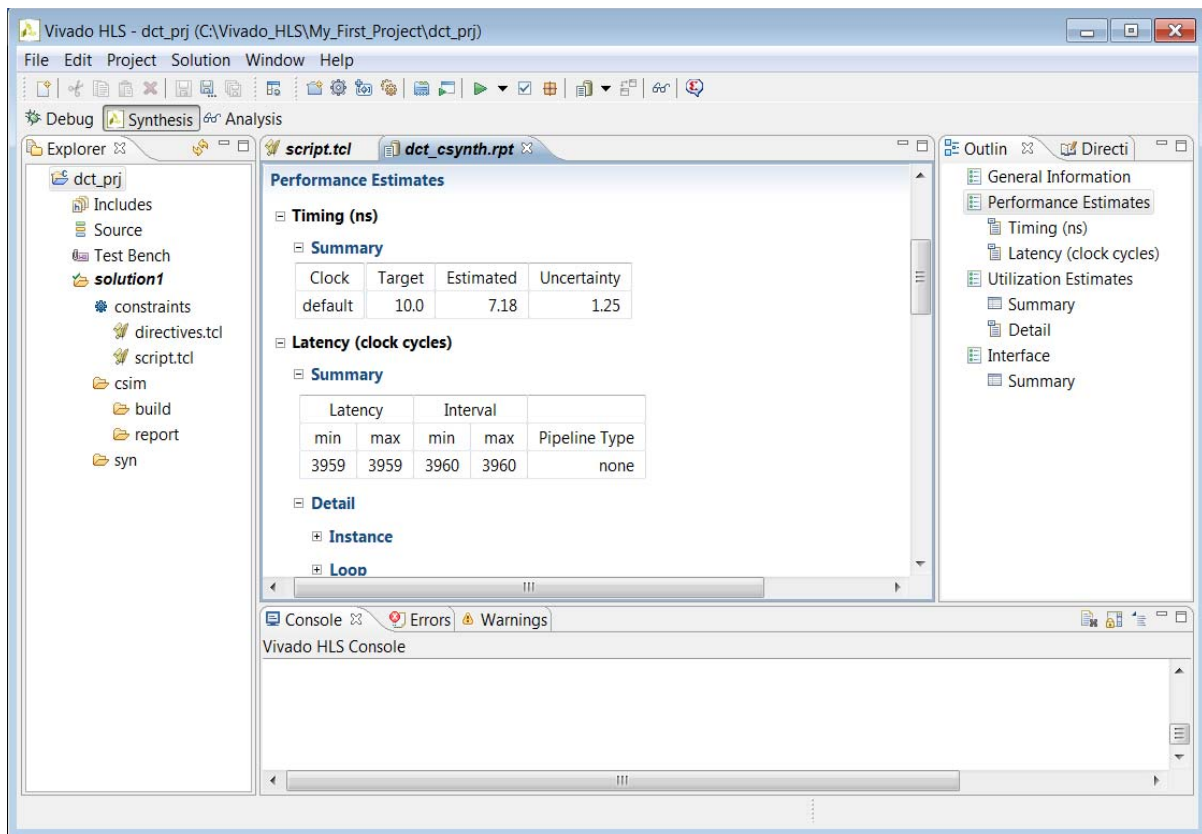 Vivado HLS - dct_prj (C:\Vivado_HLS\My_First_Project\dct_prj)
File Edit Project Solution Window Help
Debug Synthesis Analysis
Explorer
dct_prj
Includes
Source
Test Bench
solution1
constraints
directives.tcl
script.tcl
csim
build
report
syn
script.tcl dct_csynth.rpt
Performance Estimates
Timing (ns)
Summary
Clock Target Estimated Uncertainty
default 10.0 7.18 1.25
Latency (clock cycles)
Summary
Latency Interval
min max min max Pipeline Type
3959 3959 3960 3960 none
Detail
Instance
Loop
Outlin Directi
General Information
Performance Estimates
Timing (ns)
Latency (clock cycles)
Utilization Estimates
Summary
Detail
Interface
Summary
Console Errors Warnings
Vivado HLS Console